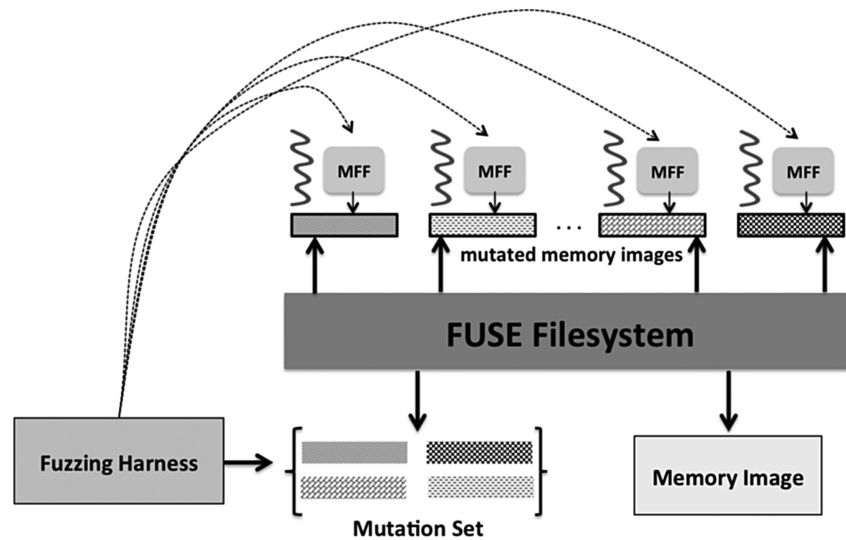 MFF
MFF
MFF
MFF
...
mutated memory images
FUSE Filesystem
Fuzzing Harness
Memory Image
Mutation Set